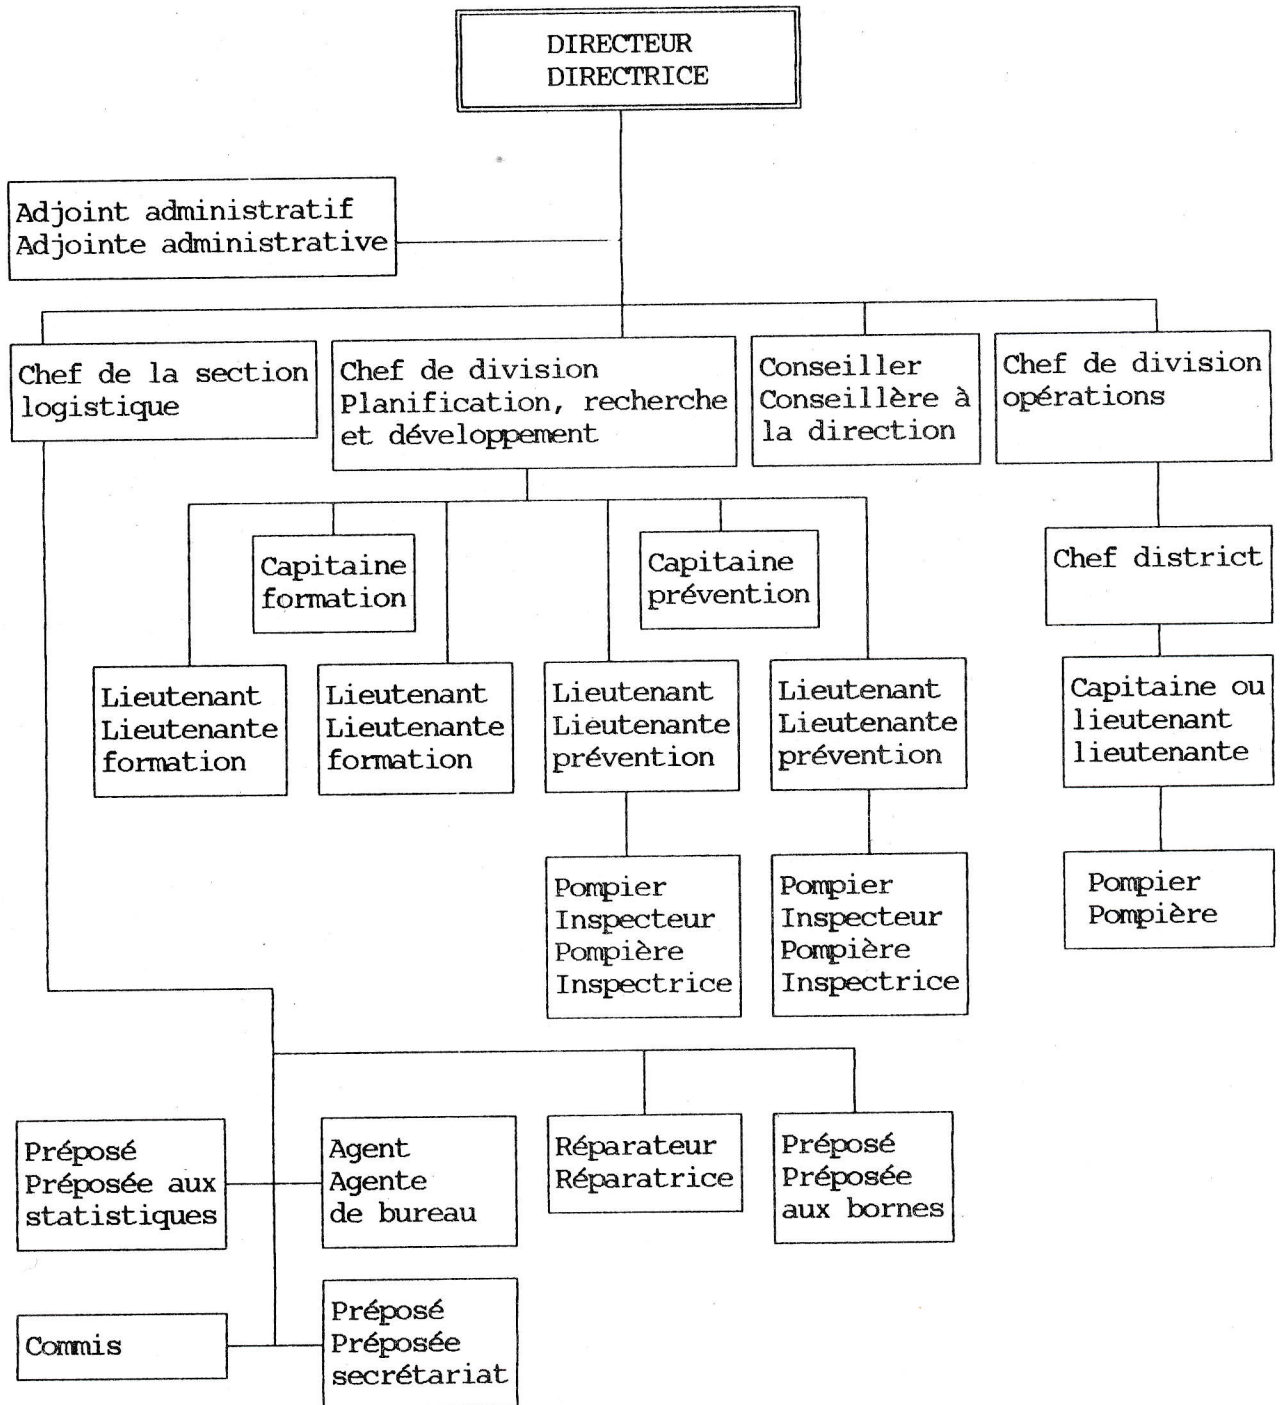 DIRECTEUR
DIRECTRICE
Adjoint administratif
Adjointe administrative
Chef de la section
logistique
Chef de division
Planification, recherche
et développement
Conseiller
Conseillère à
la direction
Chef de division
opérations
Capitaine
formation
Capitaine
prévention
Chef district
Lieutenant
Lieutenante
formation
Lieutenant
Lieutenante
formation
Lieutenant
Lieutenante
prévention
Lieutenant
Lieutenante
prévention
Capitaine ou
lieutenant
lieutenante
Pompier
Inspecteur
Pompière
Inspectrice
Pompier
Inspecteur
Pompière
Inspectrice
Pompier
Pompière
Préposé
Préposée aux
statistiques
Agent
Agente
de bureau
Réparateur
Réparatrice
Préposé
Préposée
aux bornes
Commis
Préposé
Préposée
secrétariat